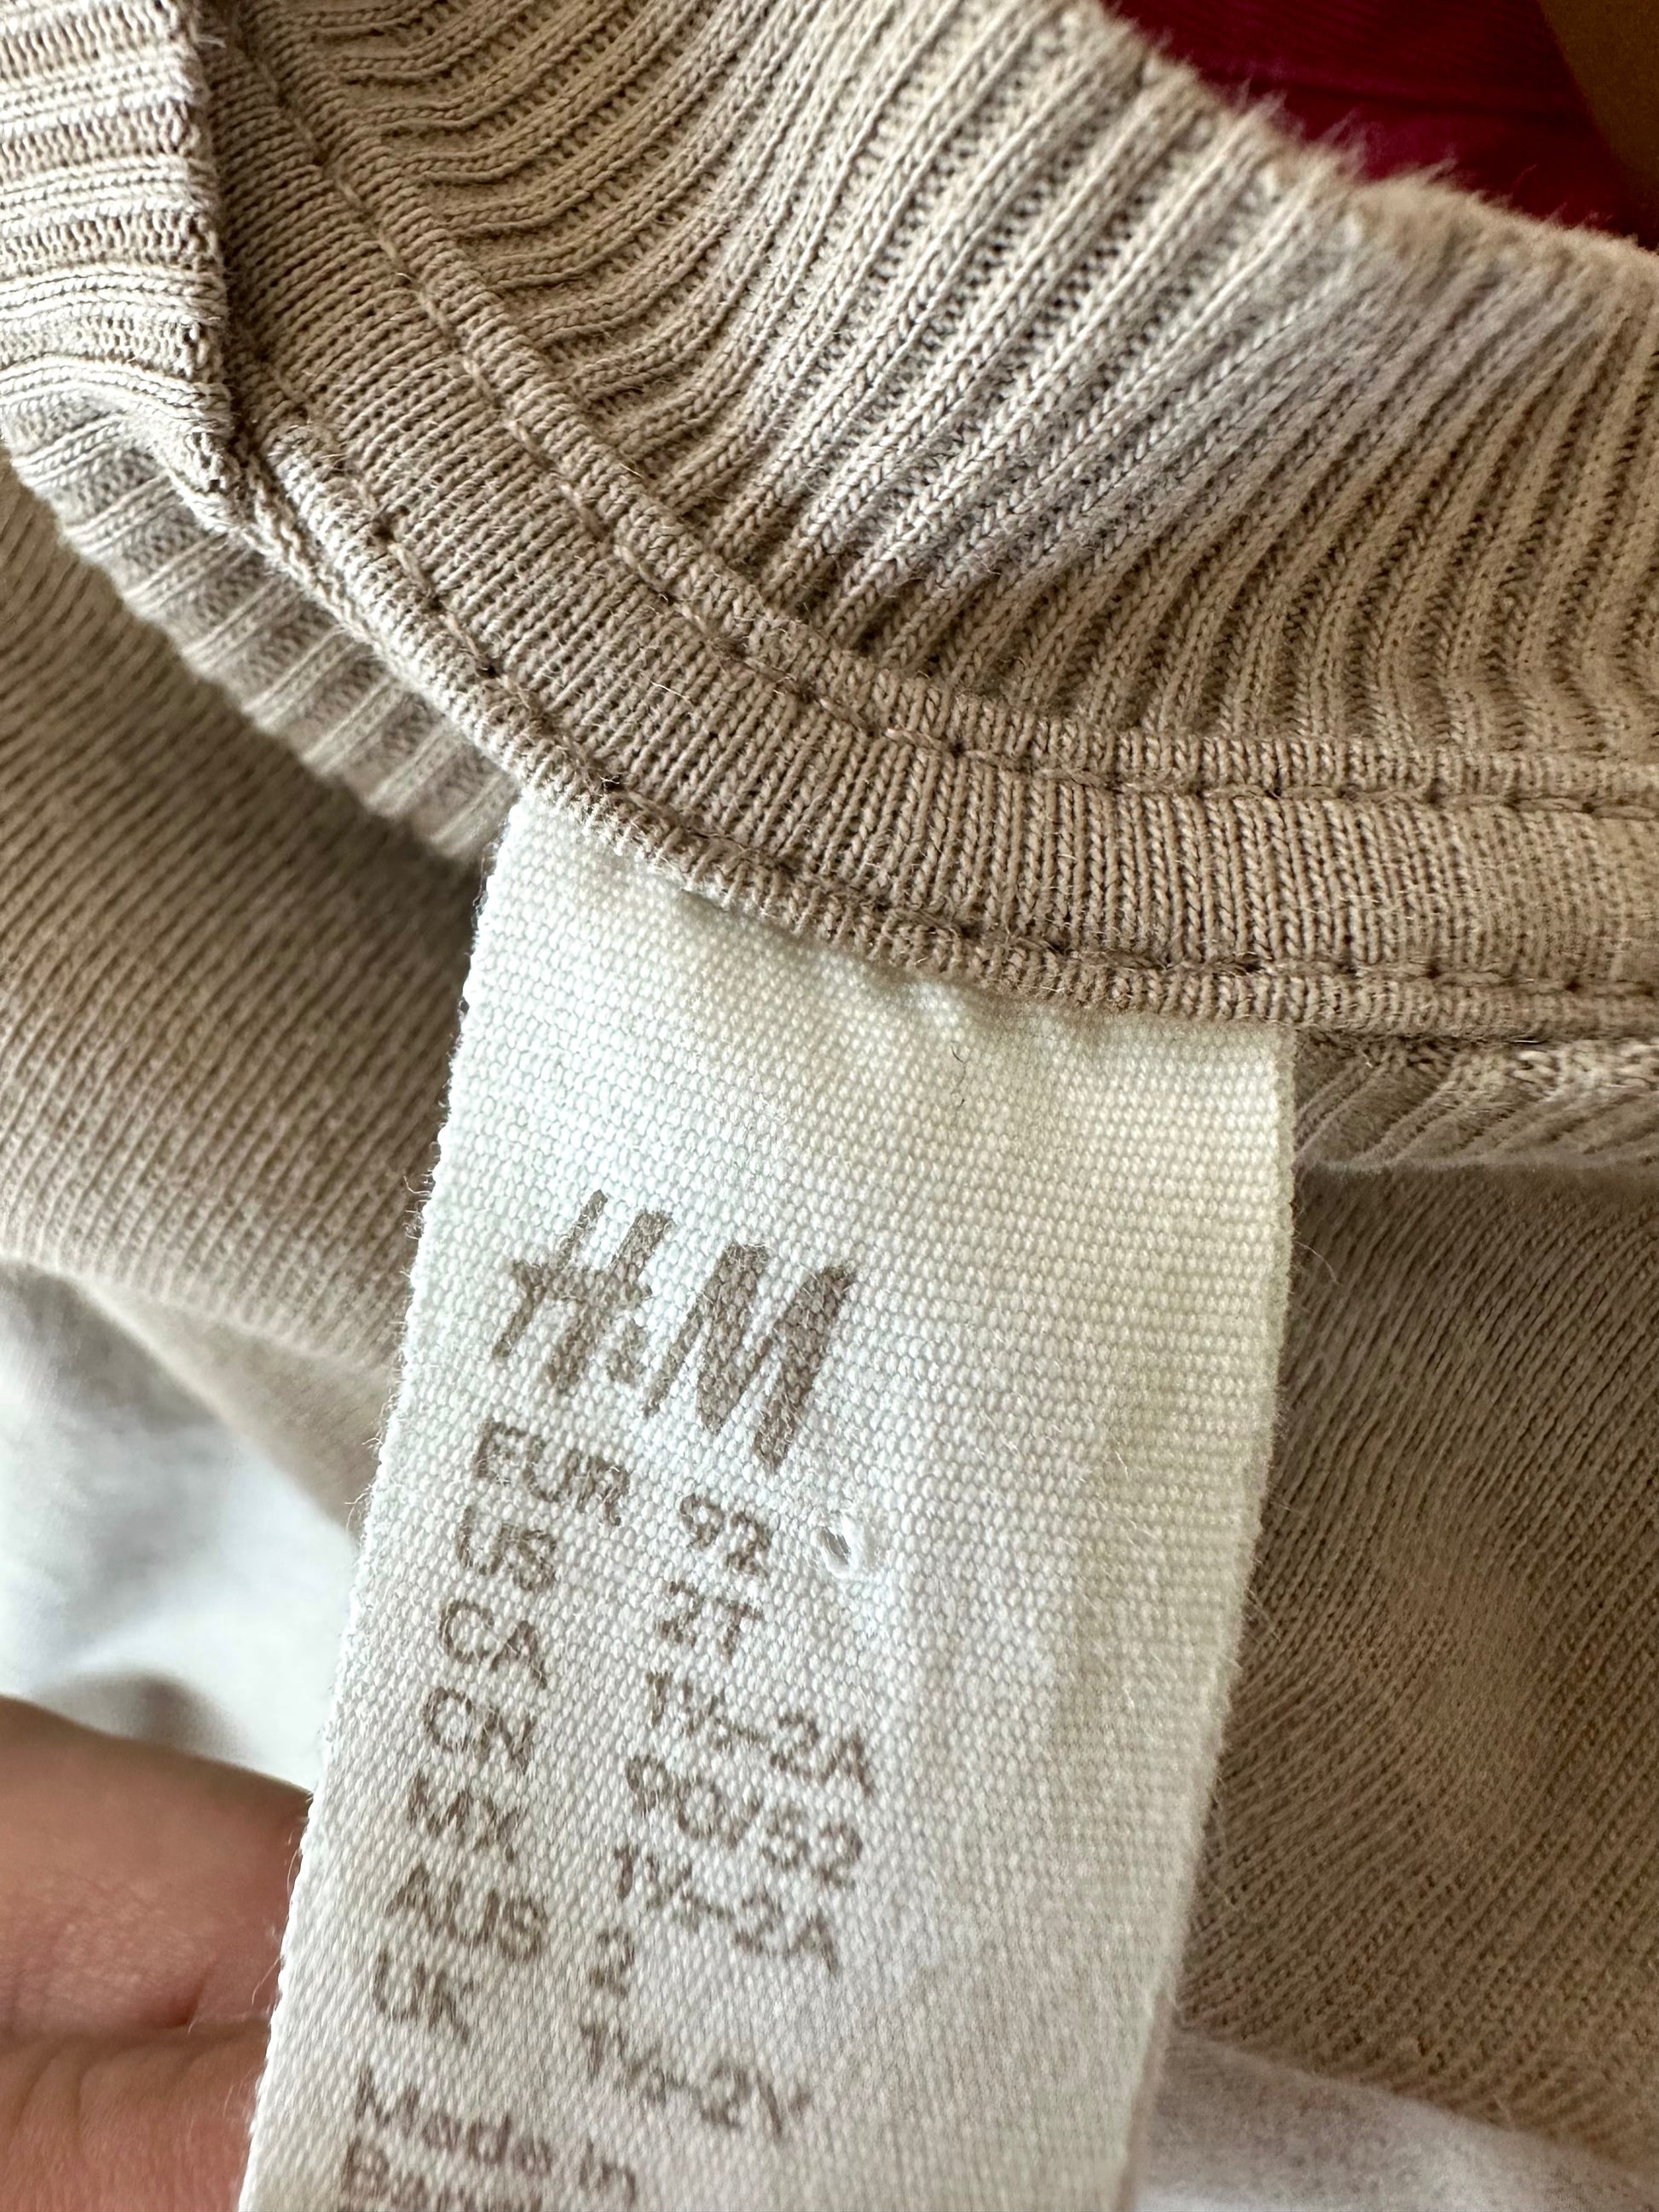 H&M
EUR 92
US 2T
CA 1½-2A
CN 90/52
MX 1½-2A
AUS 2
UK 1½-2Y
Made in